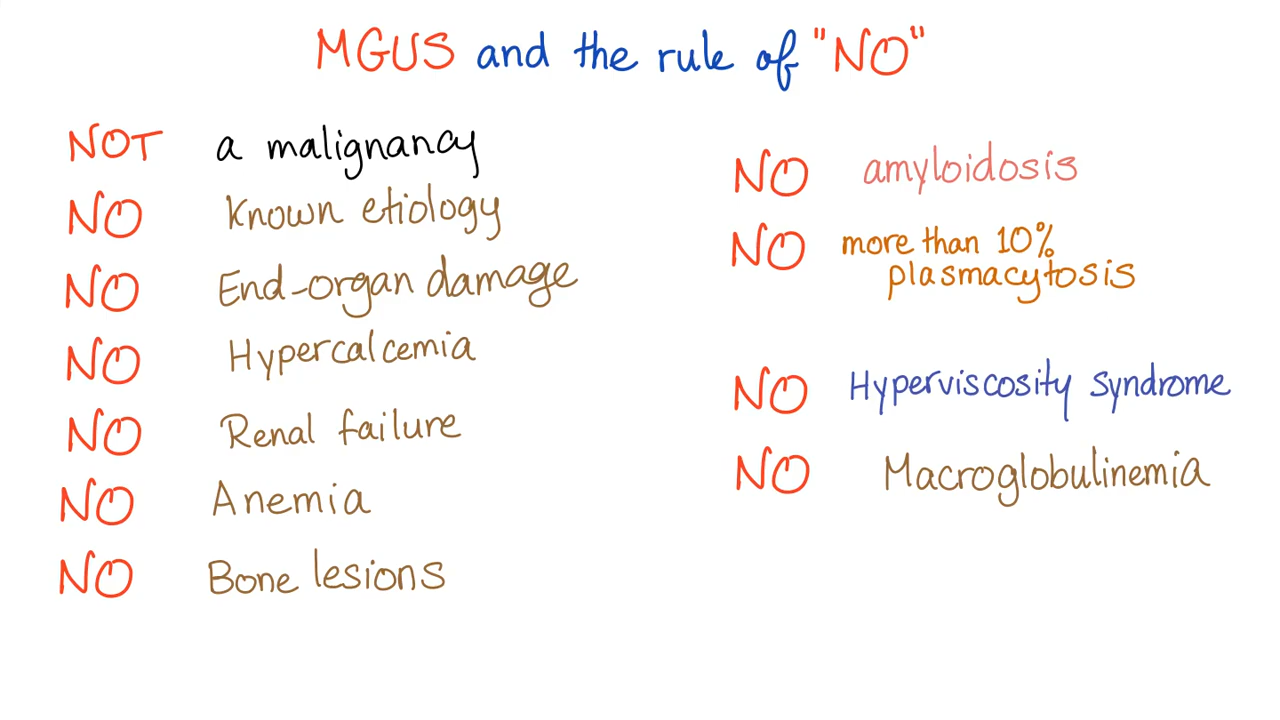 MGUS and the rule of "NO"
NOT a malignancy
NO Known etiology
NO End-organ damage
NO Hypercalcemia
NO Renal failure
NO Anemia
NO Bone lesions
NO amyloidosis
NO more than 10%
plasmacytosis
NO Hyperviscosity syndrome
NO Macroglobulinemia